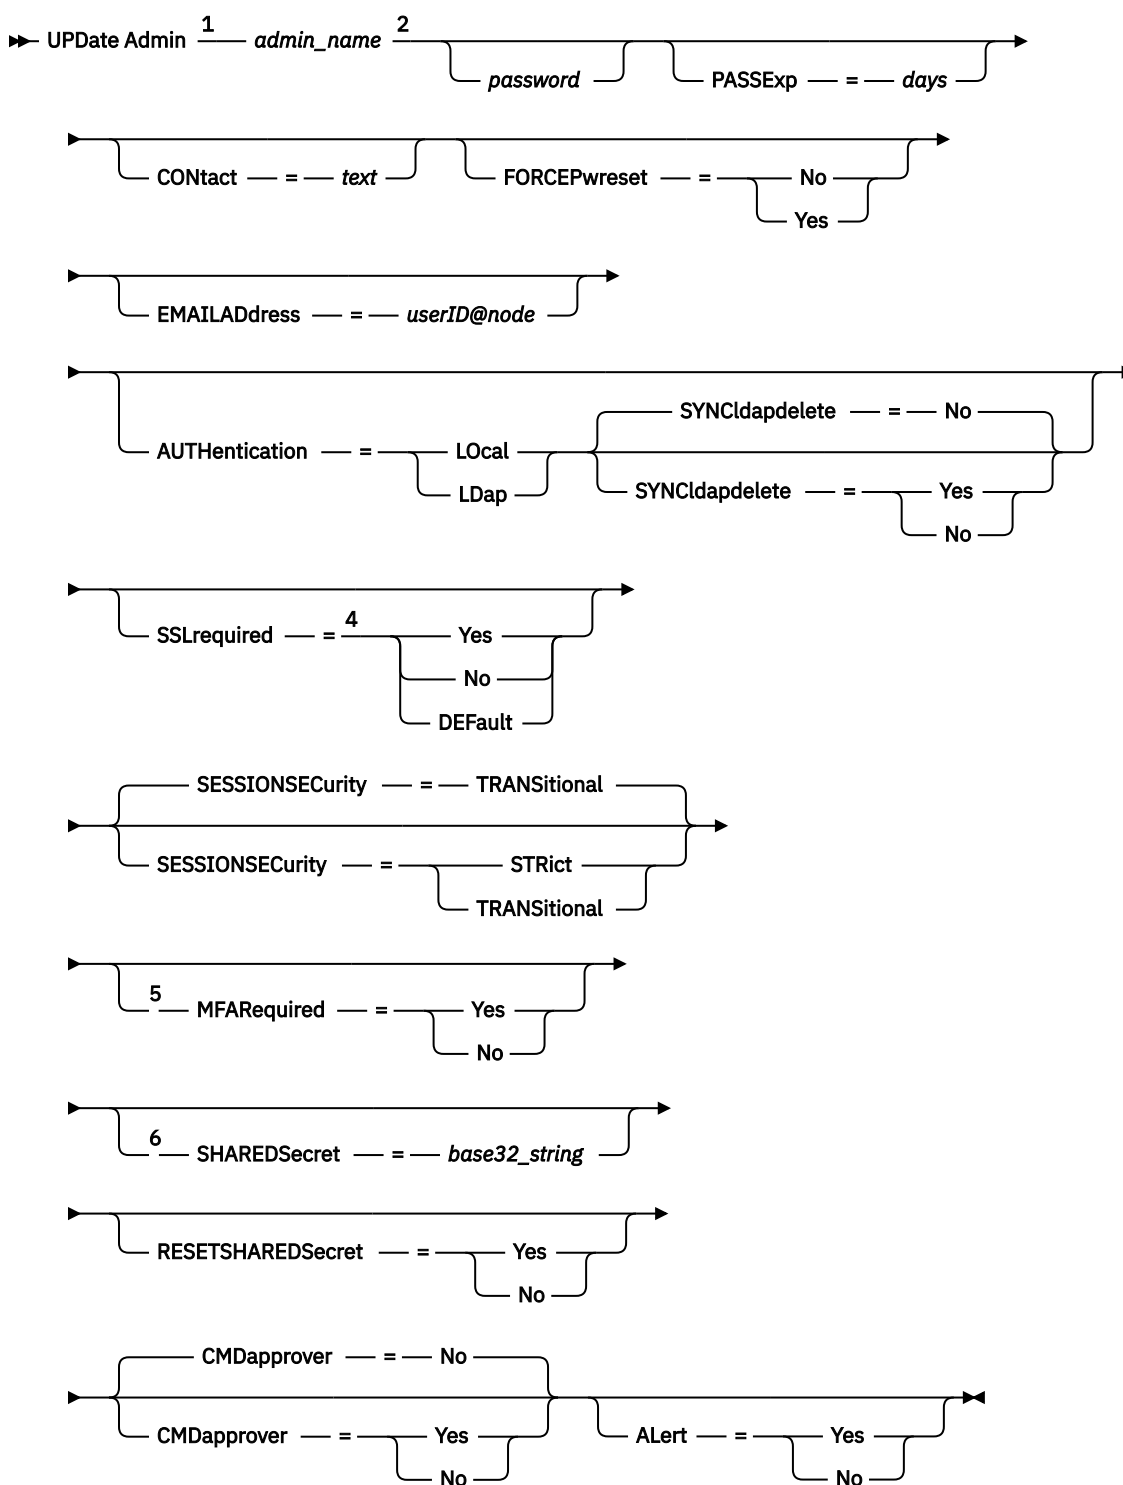 UPDate Admin 1 admin_name 2
password PASSExp = days
CONtact = text FORCEPwreset = No
Yes
EMAILADdress = userID@node
SYNCldapdelete = No
AUTHentication = LOcal
LDap SYNCldapdelete = Yes
No
SSLrequired = 4 Yes
No
DEFault
SESSIONSECurity = TRANSitional
SESSIONSECurity = STRict
TRANSitional
5 MFARequired = Yes
No
6 SHAREDSecret = base32_string
RESETSHAREDSecret = Yes
No
CMDapprover = No
CMDapprover = Yes ALert = Yes
No No